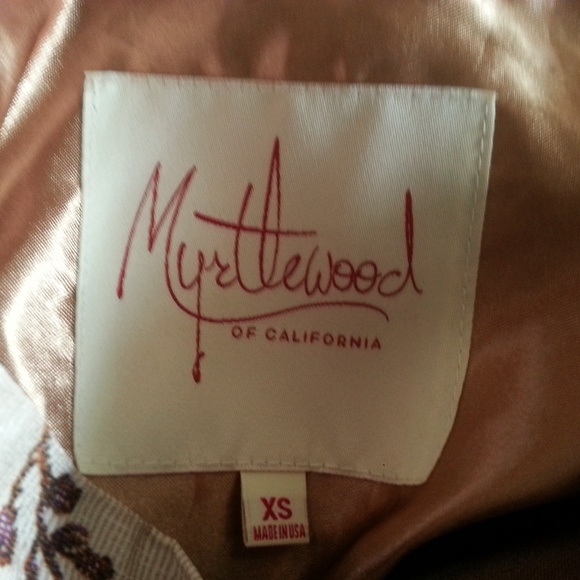 Myrtlewood
OF CALIFORNIA
XS
MADE IN USA